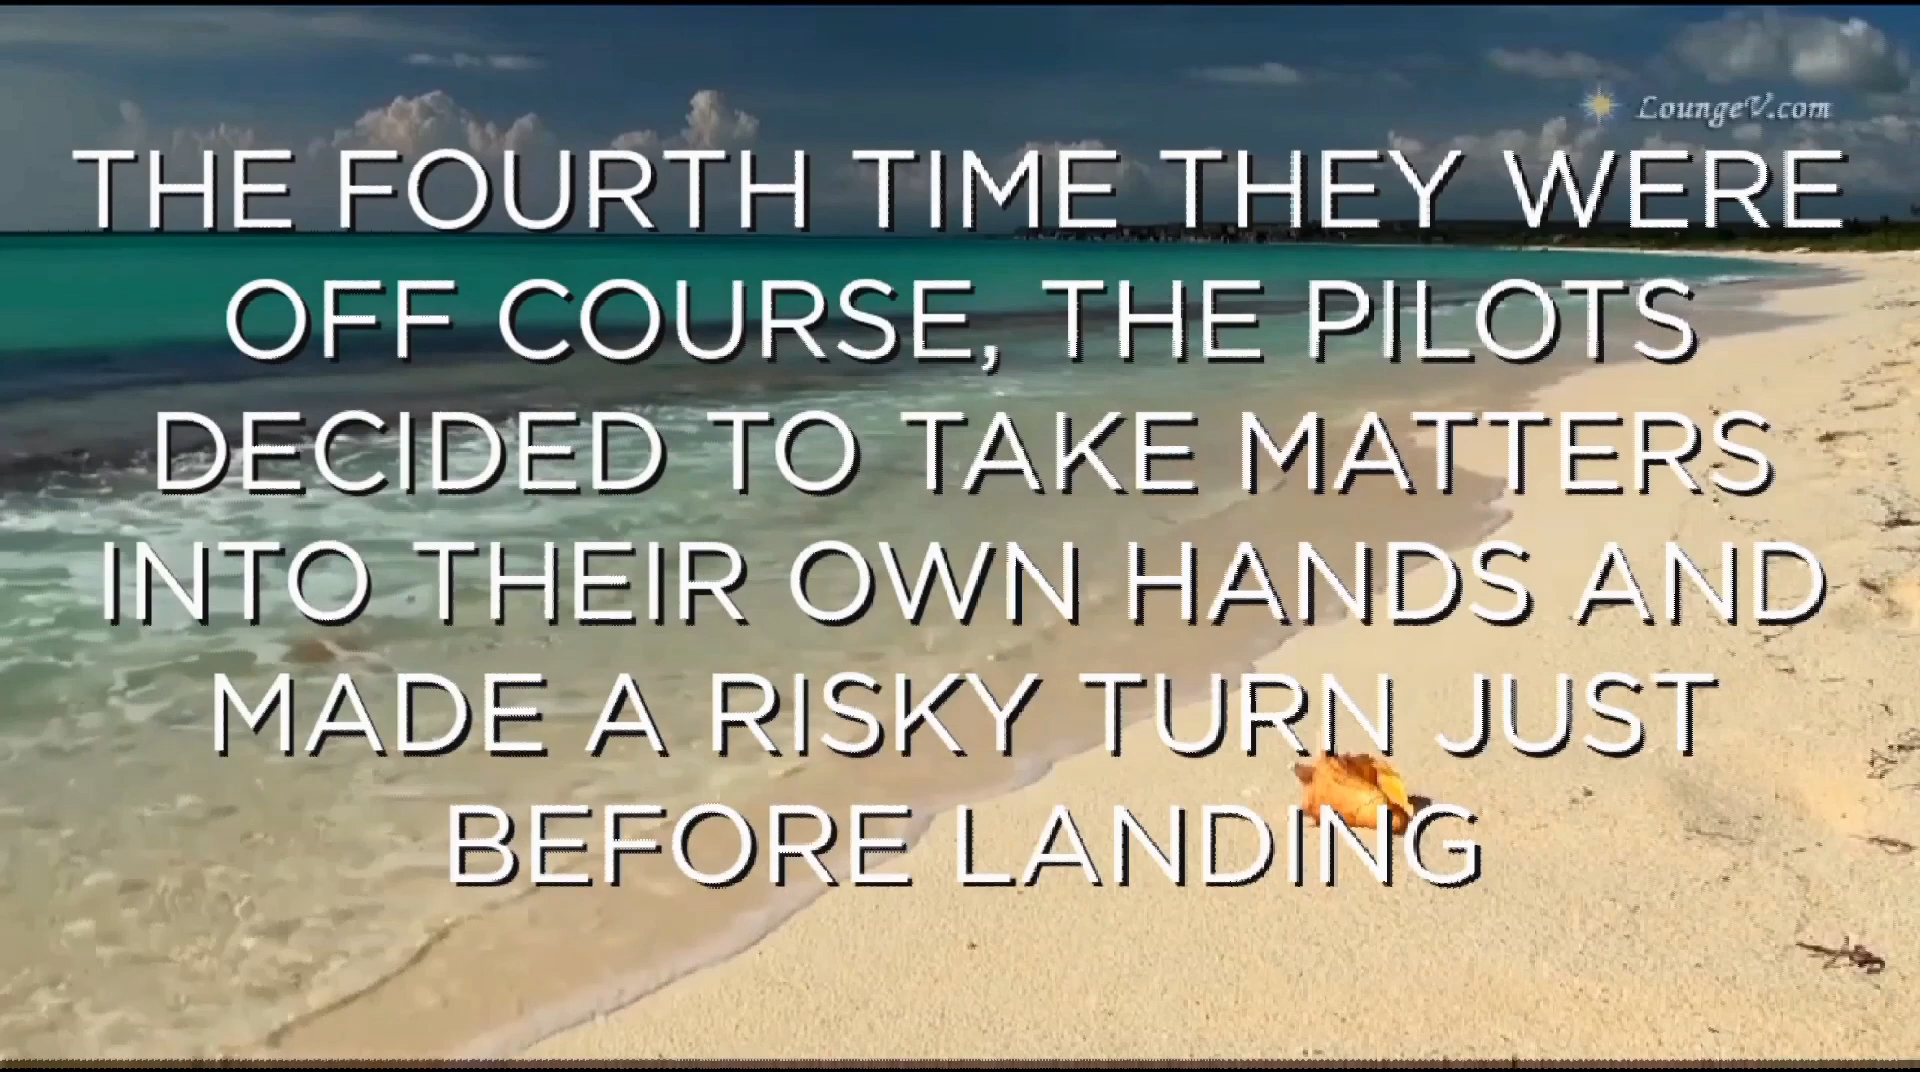 LoungeV.com
THE FOURTH TIME THEY WERE
OFF COURSE, THE PILOTS
DECIDED TO TAKE MATTERS
INTO THEIR OWN HANDS AND
MADE A RISKY TURN JUST
BEFORE LANDING